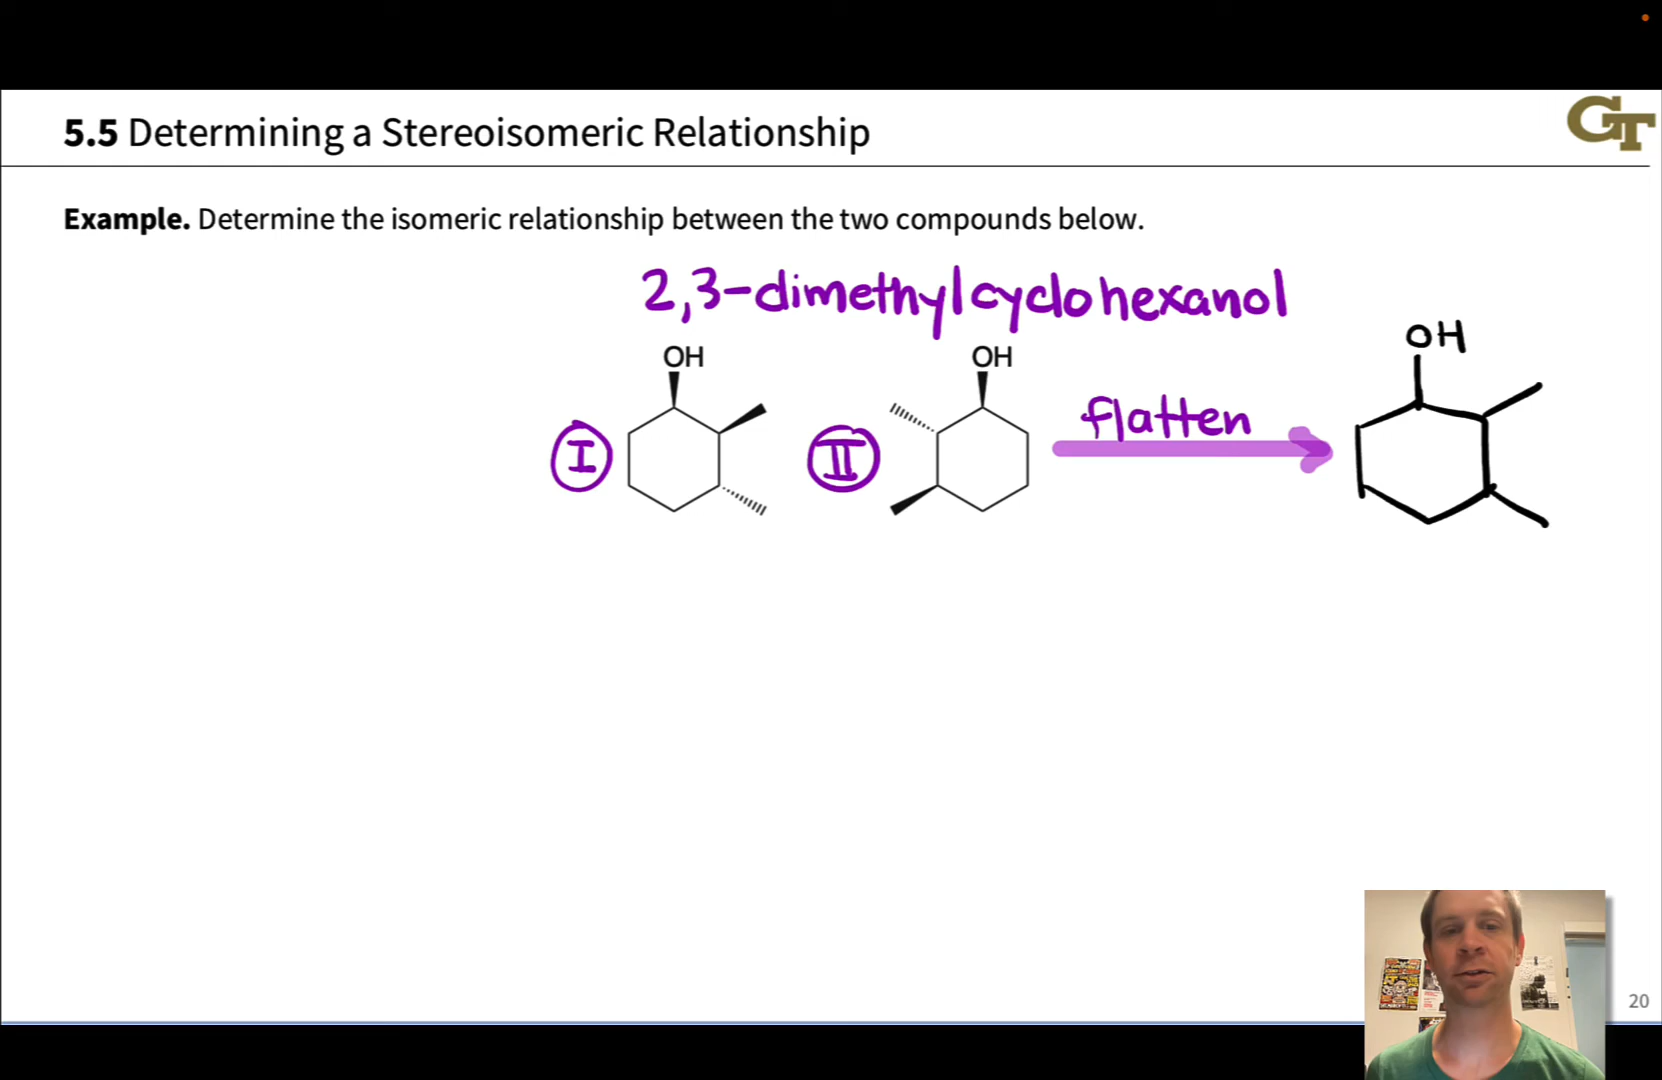 GT
5.5 Determining a Stereoisomeric Relationship
Example. Determine the isomeric relationship between the two compounds below.
2,3-dimethylcyclohexanol
OH OH OH
flatten
I II
20